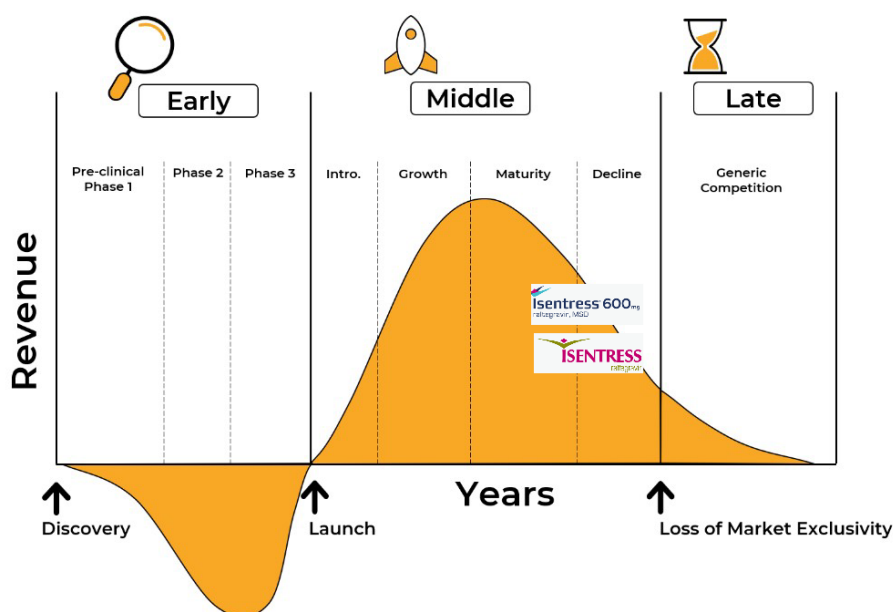 Early
Middle
Late
Pre-clinical
Phase 1
Phase 2
Phase 3
Intro.
Growth
Maturity
Decline
Generic
Competition
Revenue
Isentress 600mg
raltegravir, MSD
ISENTRESS
raltegravir
Years
Discovery
Launch
Loss of Market Exclusivity